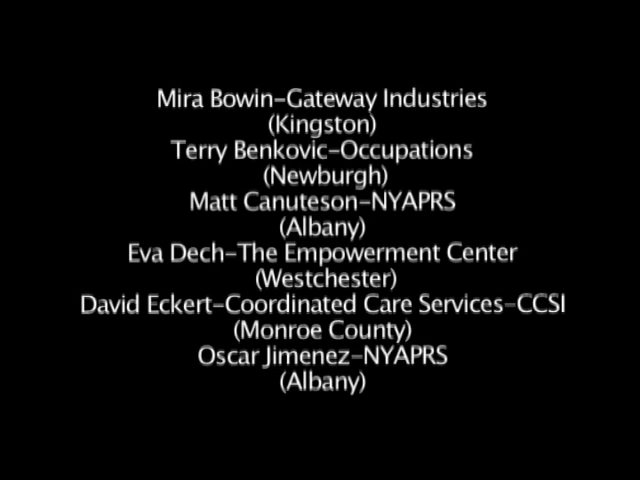 Mira Bowin-Gateway Industries
(Kingston)
Terry Benkovic-Occupations
(Newburgh)
Matt Canuteson-NYAPRS
(Albany)
Eva Dech-The Empowerment Center
(Westchester)
David Eckert-Coordinated Care Services-CCSI
(Monroe County)
Oscar Jimenez-NYAPRS
(Albany)